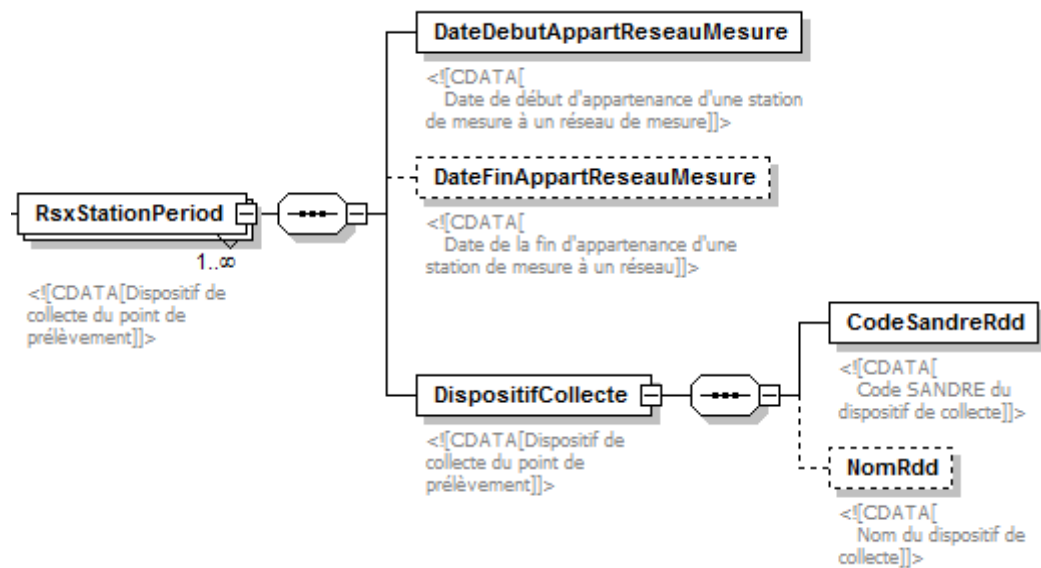 DateDebutAppartReseauMesure
<![CDATA[
Date de début d'appartenance d'une station
de mesure à un réseau de mesure]]>
DateFinAppartReseauMesure
<![CDATA[
Date de la fin d'appartenance d'une
station de mesure à un réseau]]>
RsxStationPeriod
1..∞
<![CDATA[Dispositif de
collecte du point de
prélèvement]]>
DispositifCollecte
<![CDATA[Dispositif de
collecte du point de
prélèvement]]>
CodeSandreRdd
<![CDATA[
Code SANDRE du
dispositif de collecte]]>
NomRdd
<![CDATA[
Nom du dispositif de
collecte]]>